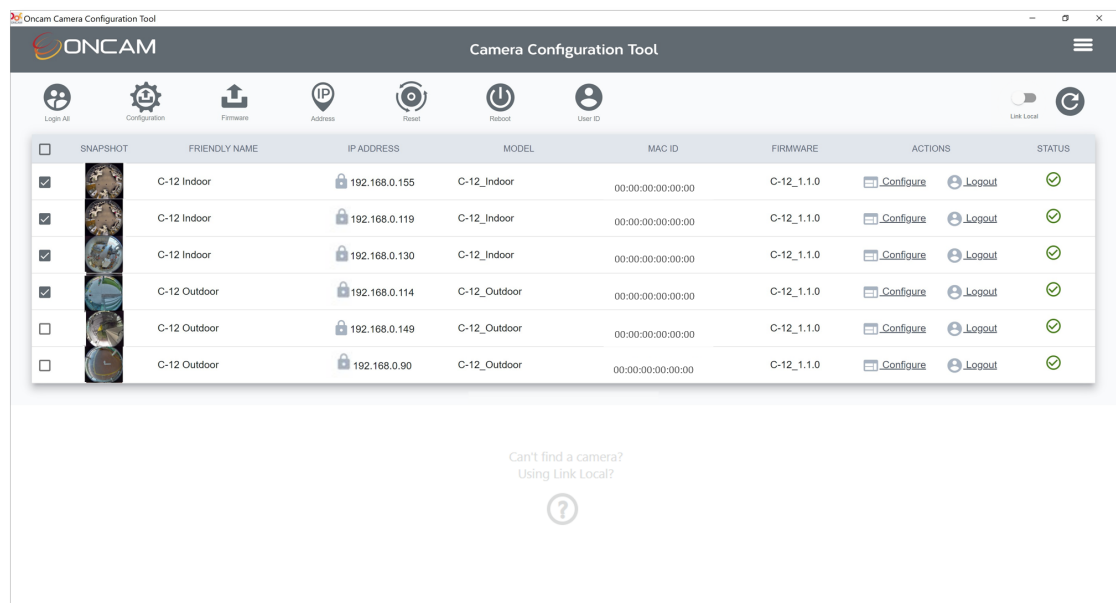 Oncam Camera Configuration Tool
ONCAM
Camera Configuration Tool
Login All Configuration Firmware IP Address Reset Reboot User ID Link Local
SNAPSHOT FRIENDLY NAME IP ADDRESS MODEL MAC ID FIRMWARE ACTIONS STATUS
C-12 Indoor 192.168.0.155 C-12_Indoor 00:00:00:00:00:00 C-12_1.1.0 Configure Logout
C-12 Indoor 192.168.0.119 C-12_Indoor 00:00:00:00:00:00 C-12_1.1.0 Configure Logout
C-12 Indoor 192.168.0.130 C-12_Indoor 00:00:00:00:00:00 C-12_1.1.0 Configure Logout
C-12 Outdoor 192.168.0.114 C-12_Outdoor 00:00:00:00:00:00 C-12_1.1.0 Configure Logout
C-12 Outdoor 192.168.0.149 C-12_Outdoor 00:00:00:00:00:00 C-12_1.1.0 Configure Logout
C-12 Outdoor 192.168.0.90 C-12_Outdoor 00:00:00:00:00:00 C-12_1.1.0 Configure Logout
Can't find a camera?
Using Link Local?
?